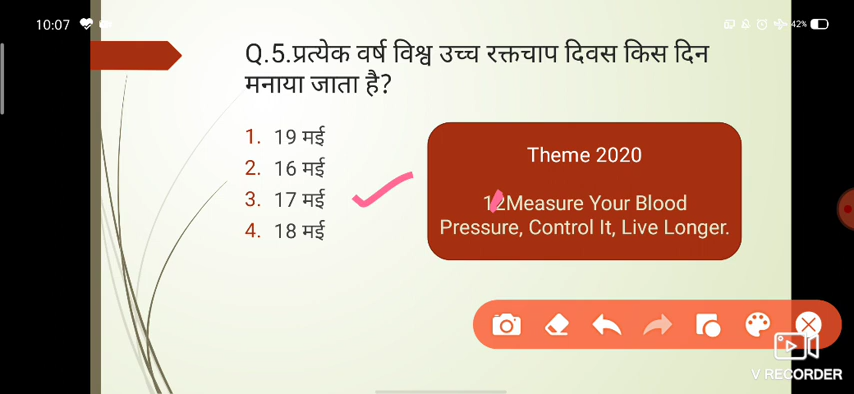 10:07
42%
Q.5.प्रत्येक वर्ष विश्व उच्च रक्तचाप दिवस किस दिन
मनाया जाता है?
1. 19 मई
2. 16 मई
3. 17 मई
4. 18 मई
Theme 2020
12Measure Your Blood
Pressure, Control It, Live Longer.
V RECORDER